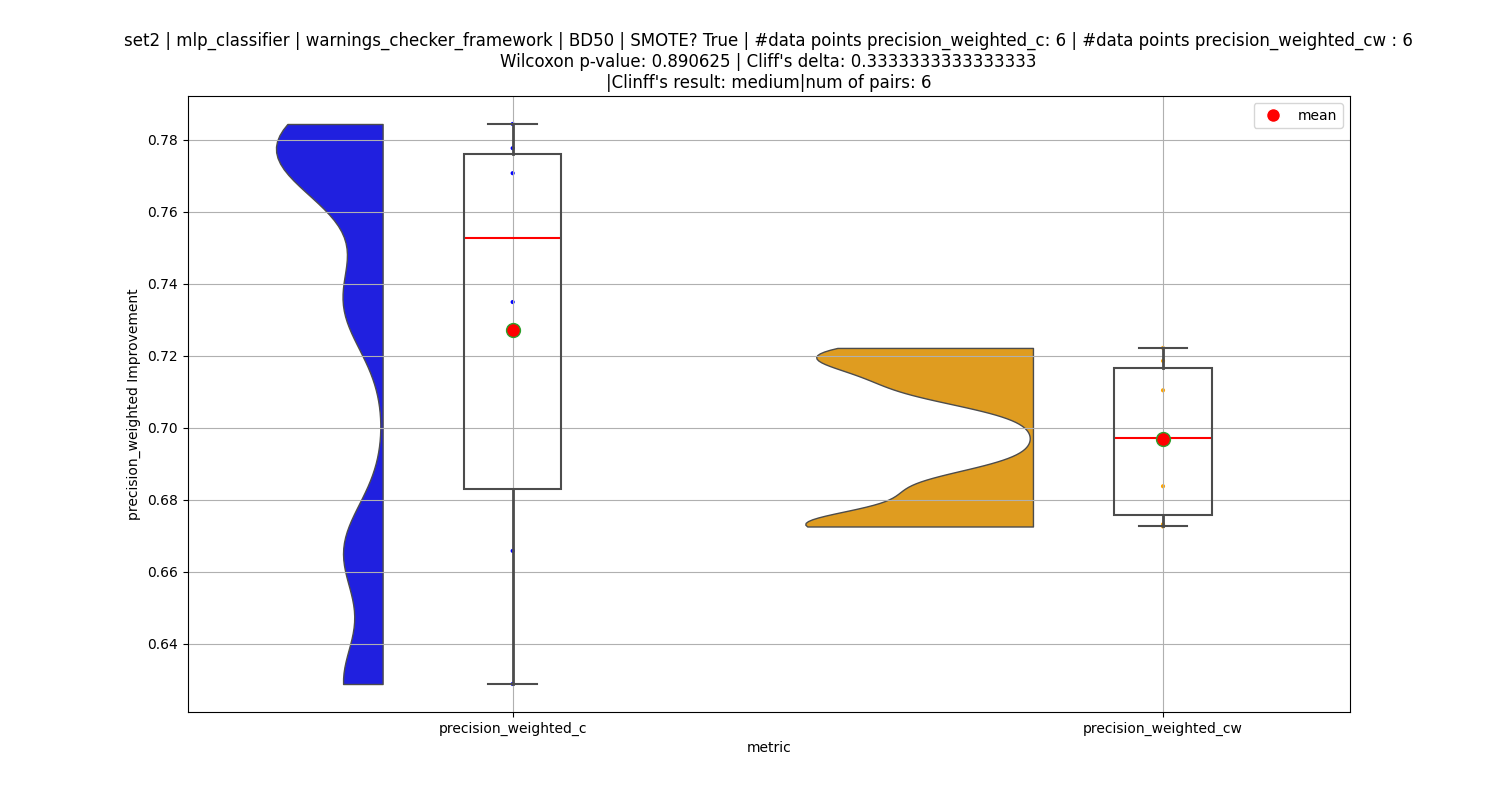 set2 | mlp_classifier | warnings_checker_framework | BD50 | SMOTE? True | #data points precision_weighted_c: 6 | #data points precision_weighted_cw : 6
Wilcoxon p-value: 0.890625 | Cliff's delta: 0.3333333333333333
|Clinff's result: medium|num of pairs: 6
mean
0.78
0.76
0.74
0.72
0.70
0.68
0.66
0.64
precision_weighted Improvement
precision_weighted_c
precision_weighted_cw
metric